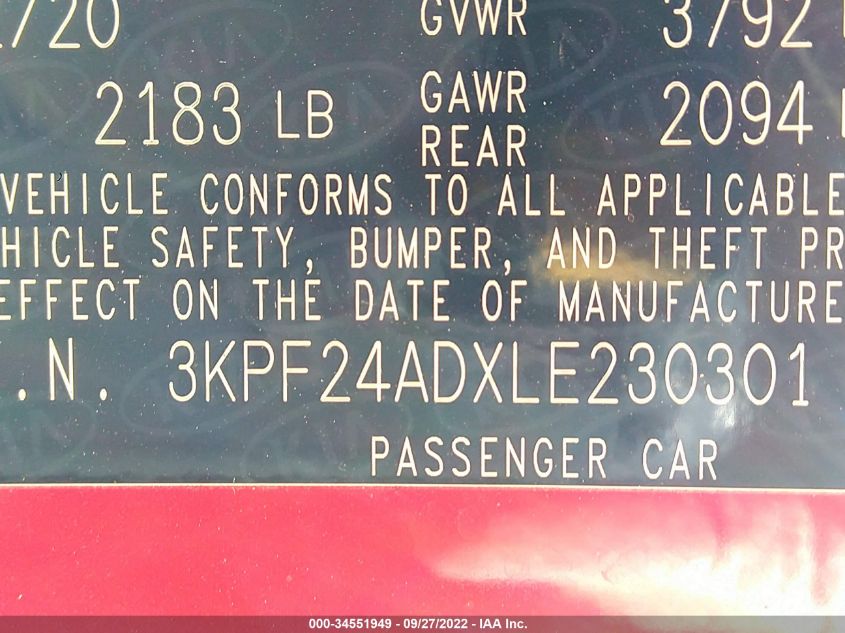 /20 GVWR 3792
2183 LB GAWR REAR 2094
VEHICLE CONFORMS TO ALL APPLICABLE
HICLE SAFETY, BUMPER, AND THEFT PR
EFFECT ON THE DATE OF MANUFACTURE
.N. 3KPF24ADXLE230301
PASSENGER CAR
000-34551949 - 09/27/2022 - IAA Inc.